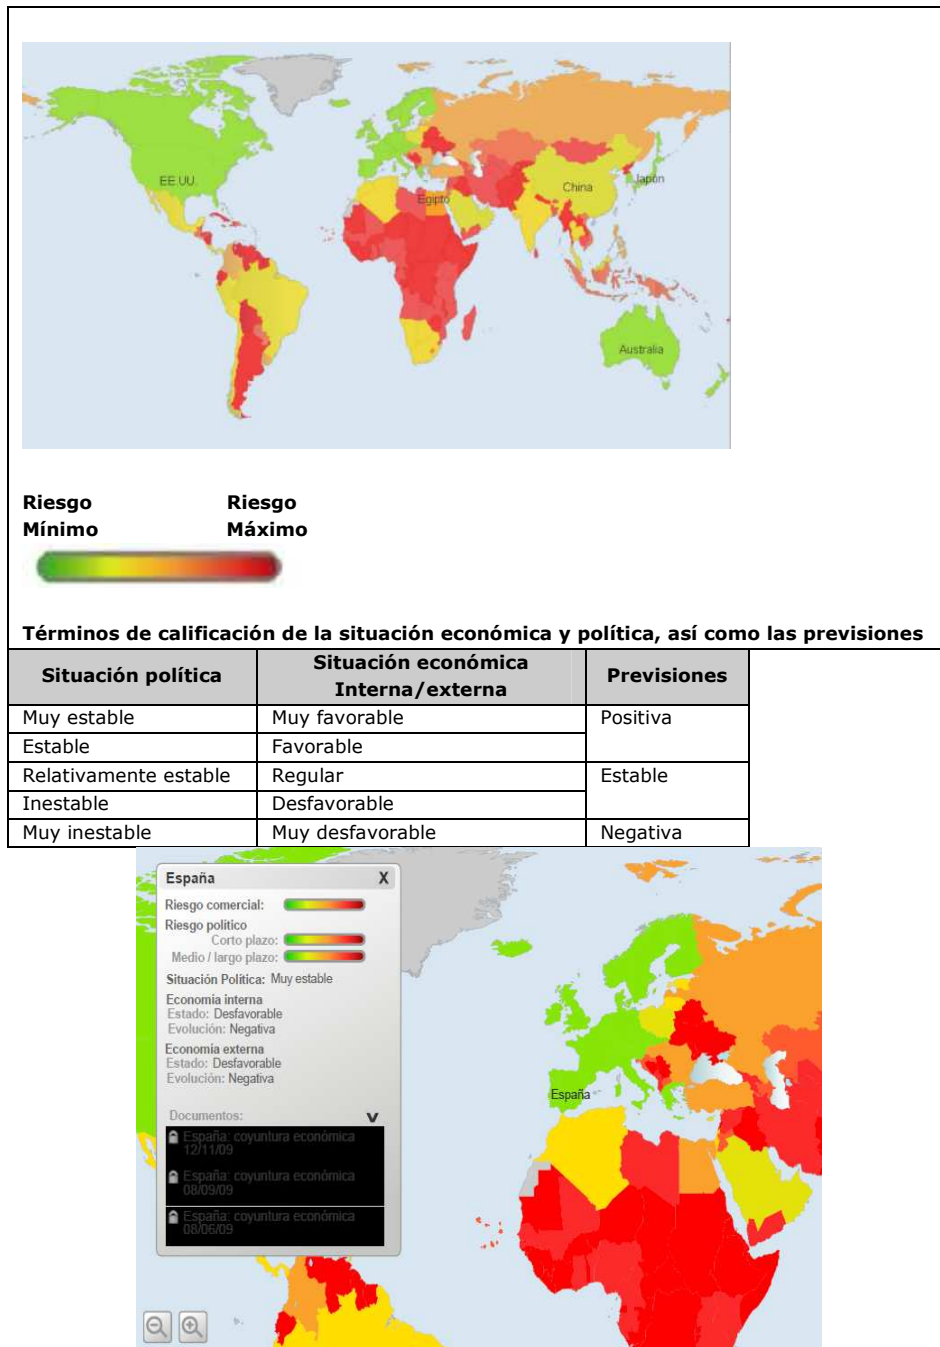 EE.UU.
Egipto
China
Japón
Australia
Riesgo Riesgo
Mínimo Máximo
Términos de calificación de la situación económica y política, así como las previsiones
Situación política Situación económica Interna/externa Previsiones
Muy estable Muy favorable Positiva
Estable Favorable
Relativamente estable Regular Estable
Inestable Desfavorable
Muy inestable Muy desfavorable Negativa
España X
Riesgo comercial:
Riesgo político
Corto plazo:
Medio / largo plazo:
Situación Política: Muy estable
Economía interna
Estado: Desfavorable
Evolución: Negativa
Economía externa
Estado: Desfavorable
Evolución: Negativa
Documentos: v
España: coyuntura económica
12/11/09
España: coyuntura económica
08/09/09
España: coyuntura económica
08/06/09
España